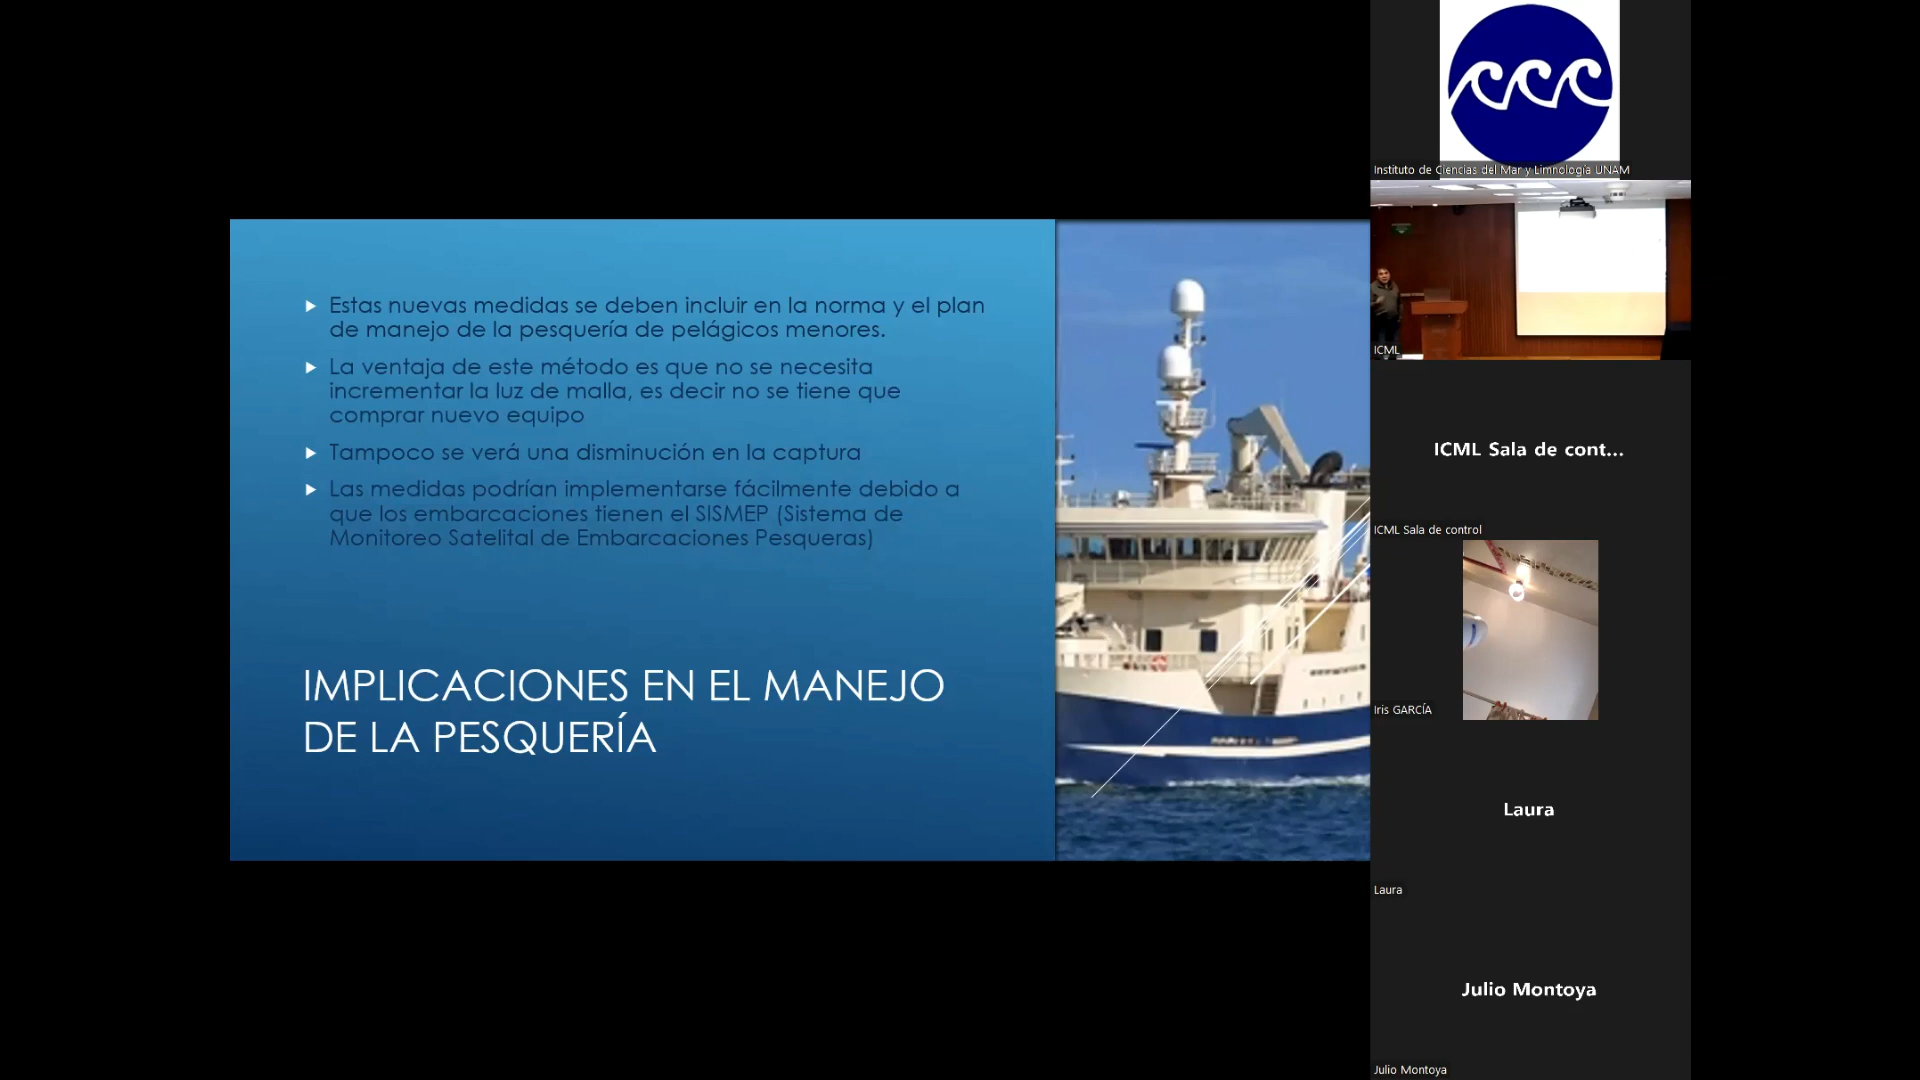 Estas nuevas medidas se deben incluir en la norma y el plan
de manejo de la pesquería de pelágicos menores.
La ventaja de este método es que no se necesita
incrementar la luz de malla, es decir no se tiene que
comprar nuevo equipo
Tampoco se verá una disminución en la captura
Las medidas podrían implementarse fácilmente debido a
que los embarcaciones tienen el SISMEP (Sistema de
Monitoreo Satelital de Embarcaciones Pesqueras)
IMPLICACIONES EN EL MANEJO
DE LA PESQUERÍA
Instituto de Ciencias del Mar y Limnología UNAM
ICML
ICML Sala de cont...
ICML Sala de control
Iris GARCÍA
Laura
Laura
Julio Montoya
Julio Montoya